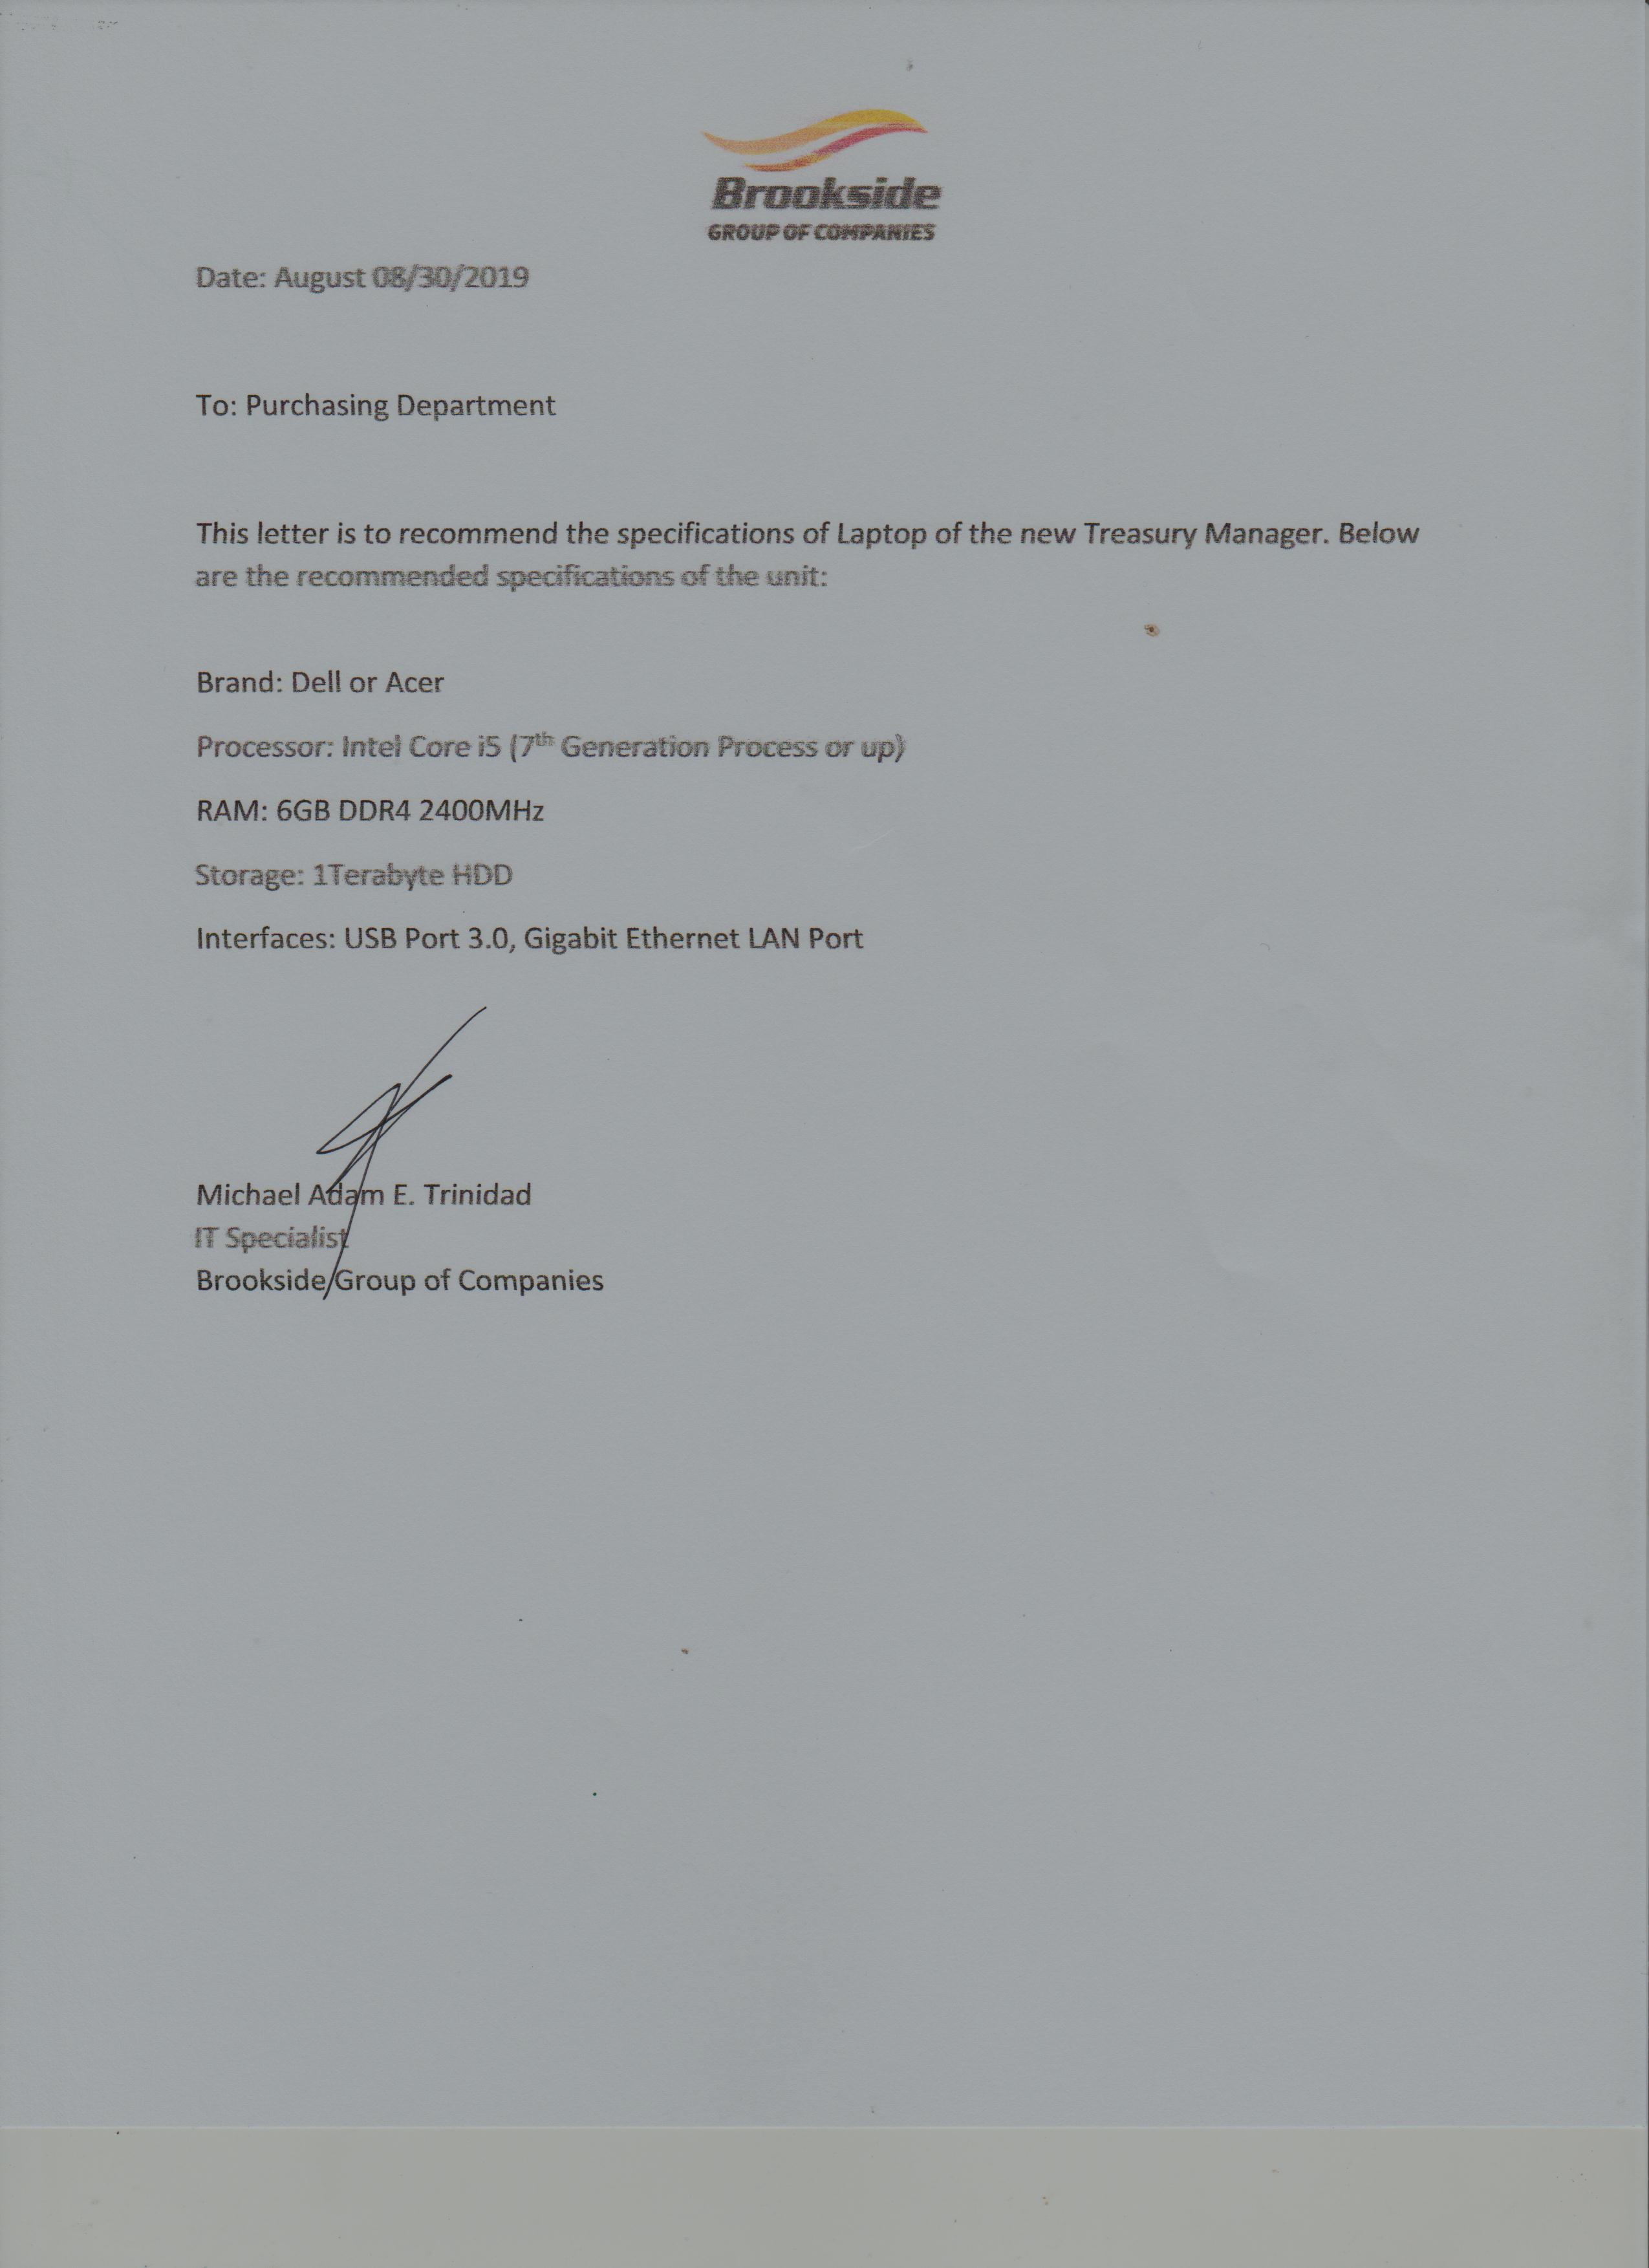 Brookside
GROUP OF COMPANIES
Date: August 08/30/2019
To: Purchasing Department
This letter is to recommend the specifications of Laptop of the new Treasury Manager. Below
are the recommended specifications of the unit:
Brand: Dell or Acer
Processor: Intel Core i5 (7th Generation Process or up)
RAM: 6GB DDR4 2400MHz
Storage: 1Terabyte HDD
Interfaces: USB Port 3.0, Gigabit Ethernet LAN Port
Michael Adam E. Trinidad
IT Specialist
Brookside Group of Companies